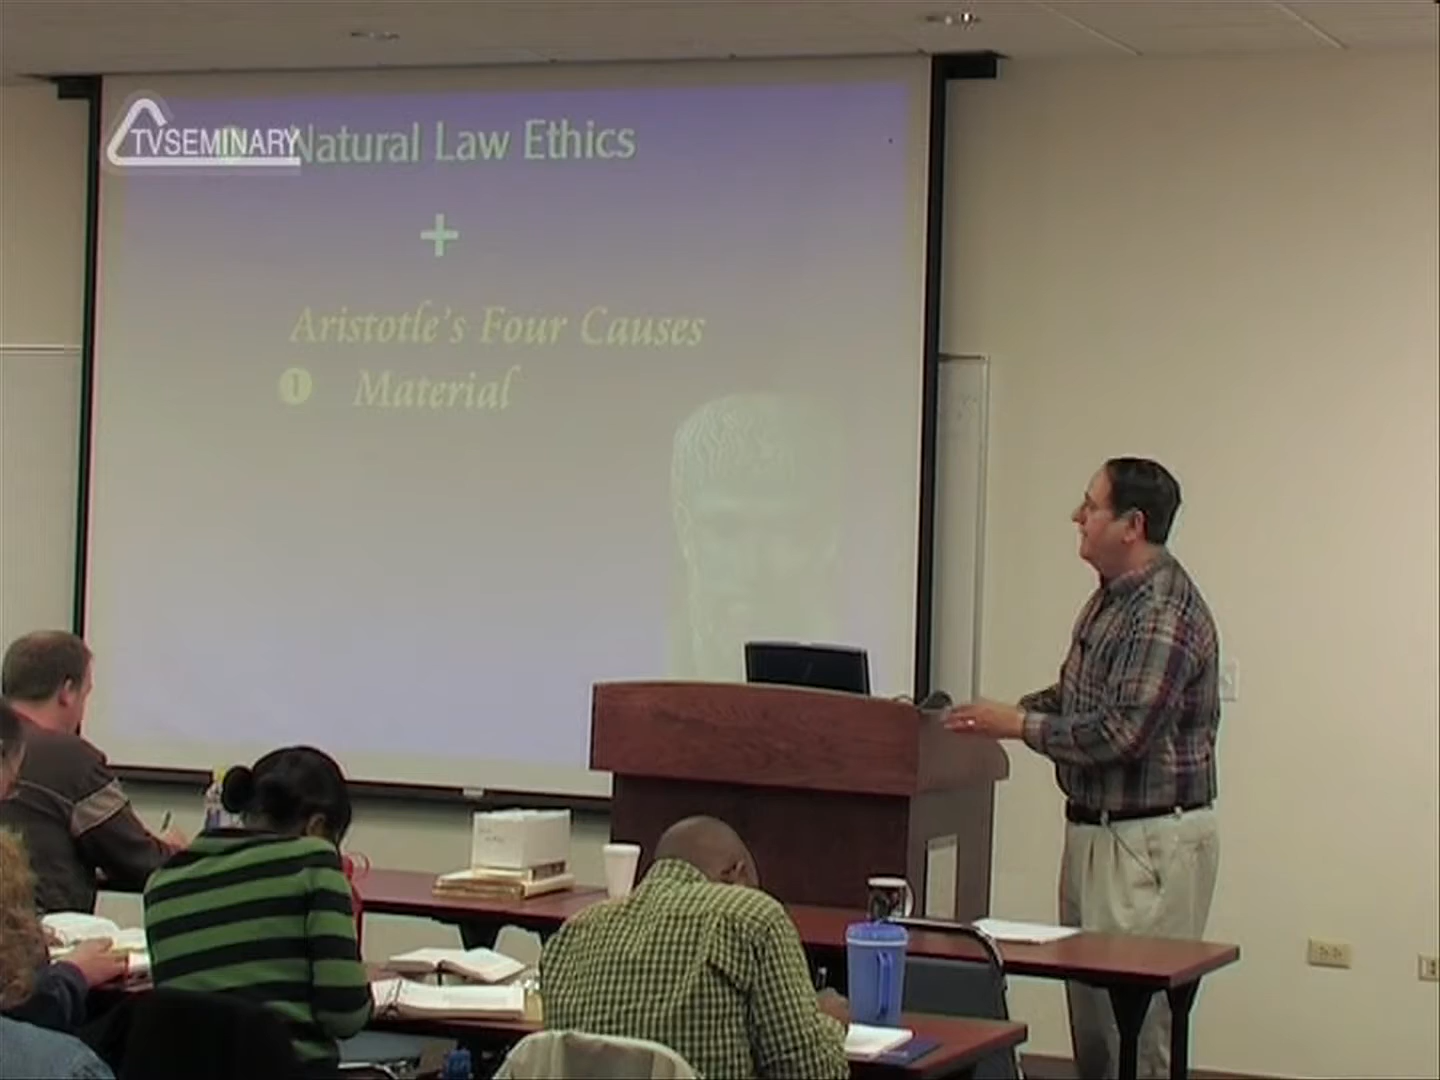 TVSEMINARY
Natural Law Ethics
+
Aristotle's Four Causes
1 Material